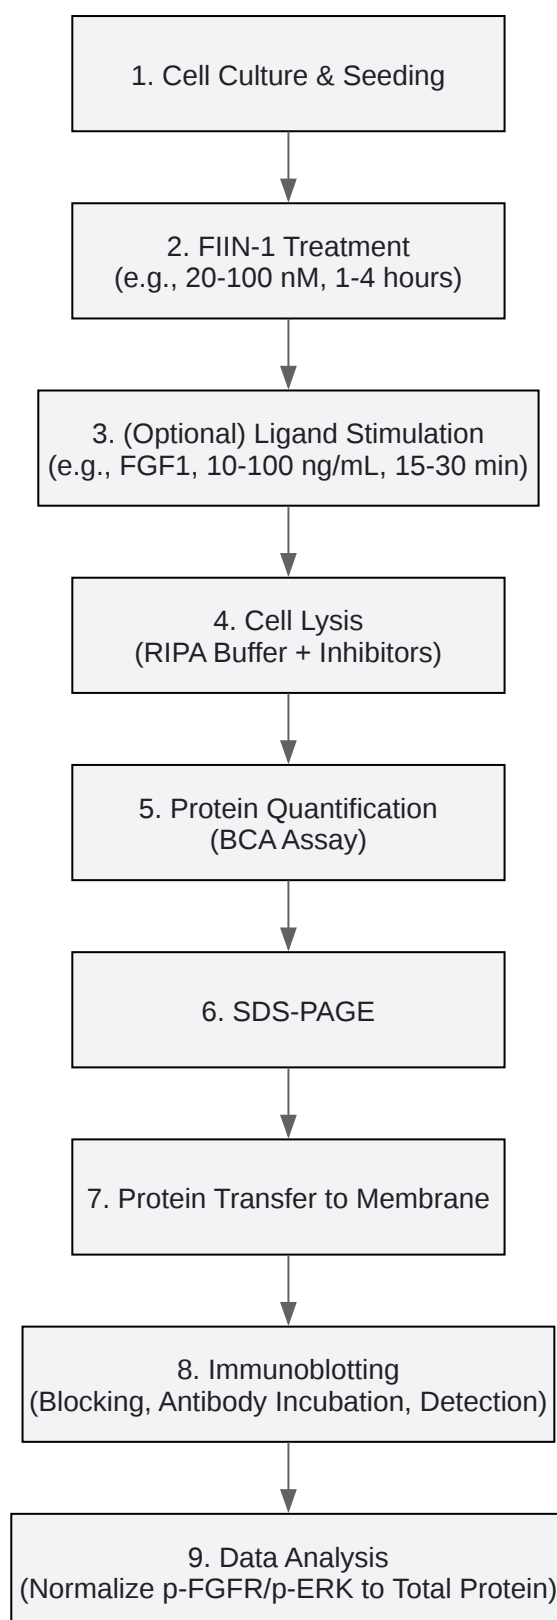 1. Cell Culture & Seeding
2. FIIN-1 Treatment
(e.g., 20-100 nM, 1-4 hours)
3. (Optional) Ligand Stimulation
(e.g., FGF1, 10-100 ng/mL, 15-30 min)
4. Cell Lysis
(RIPA Buffer + Inhibitors)
5. Protein Quantification
(BCA Assay)
6. SDS-PAGE
7. Protein Transfer to Membrane
8. Immunoblotting
(Blocking, Antibody Incubation, Detection)
9. Data Analysis
(Normalize p-FGFR/p-ERK to Total Protein)